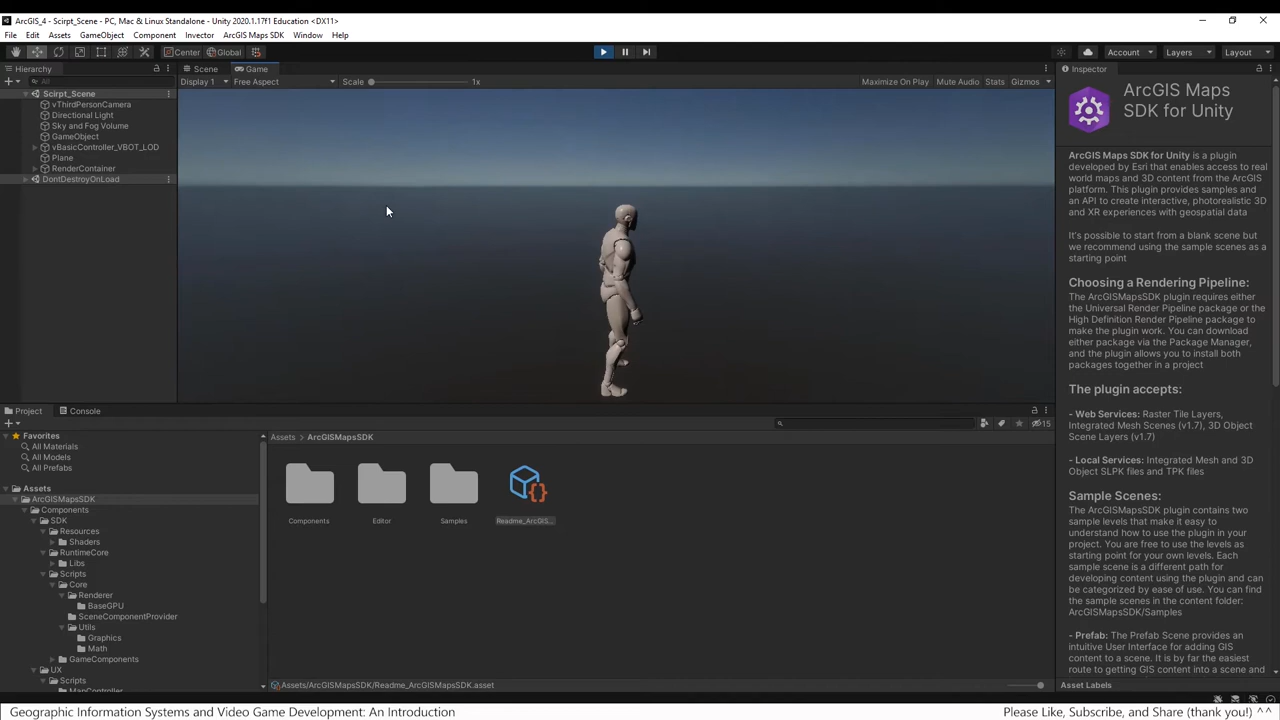 ArcGIS_4 - Scirpt_Scene - PC, Mac & Linux Standalone - Unity 2020.1.17f1 Education <DX11>
File Edit Assets GameObject Component Invector ArcGIS Maps SDK Window Help
Center Global Account Layers Layout
Hierarchy Scene Game Inspector
All Display 1 Free Aspect Scale 1x Maximize On Play Mute Audio Stats Gizmos
Scirpt_Scene
vThirdPersonCamera
Directional Light
Sky and Fog Volume
GameObject
vBasicController_VBOT_LOD
Plane
RenderContainer
DontDestroyOnLoad
ArcGIS Maps
SDK for Unity
ArcGIS Maps SDK for Unity is a plugin
developed by Esri that enables access to real
world maps and 3D content from the ArcGIS
platform. This plugin provides samples and
an API to create interactive, photorealistic 3D
and XR experiences with geospatial data
It's possible to start from a blank scene but
we recommend using the sample scenes as a
starting point
Choosing a Rendering Pipeline:
The ArcGISMapsSDK plugin requires either
the Universal Render Pipeline package or the
High Definition Render Pipeline package to
make the plugin work. You can download
either package via the Package Manager,
and the plugin allows you to install both
packages together in a project
The plugin accepts:
- Web Services: Raster Tile Layers,
Integrated Mesh Scenes (v1.7), 3D Object
Scene Layers (v1.7)
- Local Services: Integrated Mesh and 3D
Object SLPK files and TPK files
Sample Scenes:
The ArcGISMapsSDK plugin contains two
sample levels that make it easy to
understand how to use the plugin in your
project. You are free to use the levels as
starting point for your own levels. Each
sample scene is a different path for
developing content using the plugin and can
be categorized by ease of use. You can find
the sample scenes in the content folder:
ArcGISMapsSDK/Samples
- Prefab: The Prefab Scene provides an
intuitive User Interface for adding GIS
content to a scene. It is by far the easiest
route to getting GIS content into a scene and
Asset Labels
Project Console
15
Favorites
All Materials
All Models
All Prefabs
Assets
ArcGISMapsSDK
Components
SDK
Resources
Shaders
RuntimeCore
Libs
Scripts
Core
Renderer
BaseGPU
SceneComponentProvider
Utils
Graphics
Math
GameComponents
UX
Scripts
MapController
Assets > ArcGISMapsSDK
Components Editor Samples Readme_ArcGIS...
Assets/ArcGISMapsSDK/Readme_ArcGISMapsSDK.asset
Geographic Information Systems and Video Game Development: An Introduction
Please Like, Subscribe, and Share (thank you!) ^^